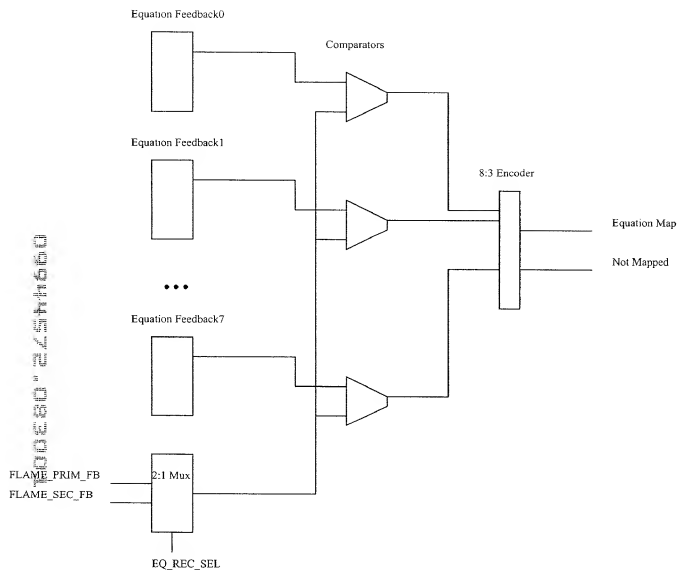 Equation Feedback0
Comparators
Equation Feedback1
8:3 Encoder
Equation Map
Not Mapped
•••
Equation Feedback7
FLAME_PRIM_FB
2:1 Mux
FLAME_SEC_FB
EQ_REC_SEL